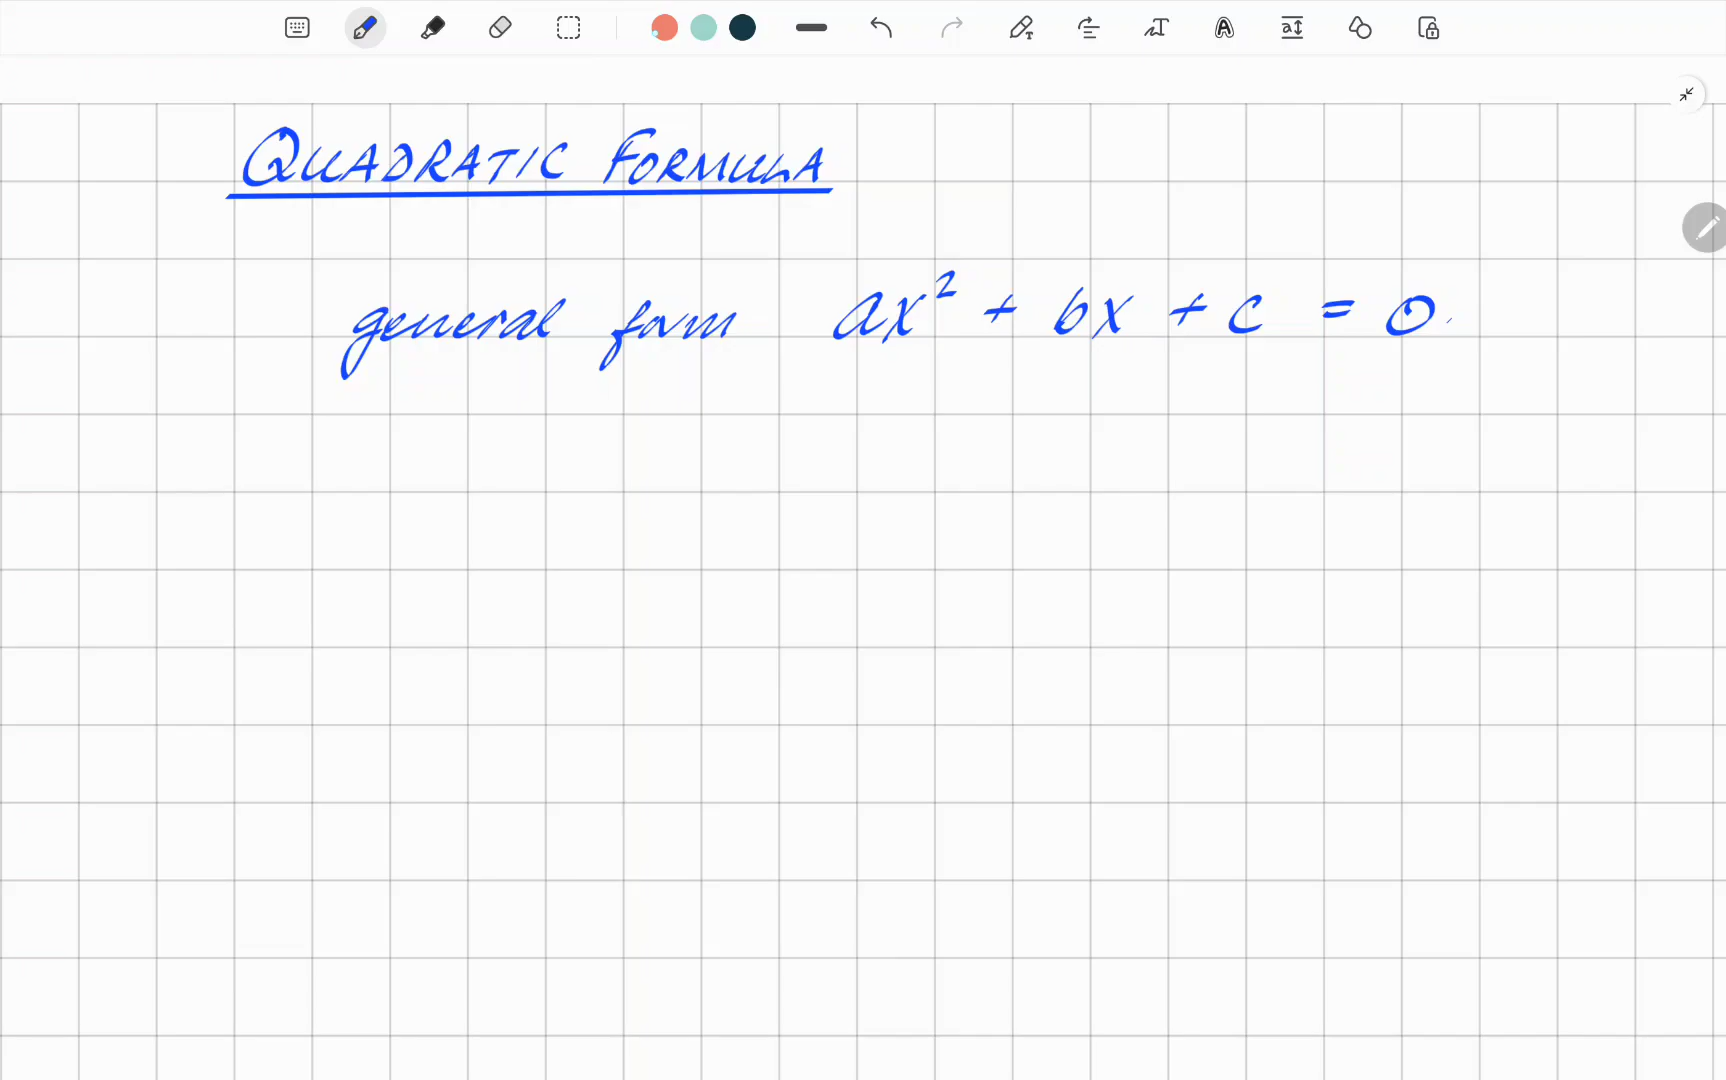 QUADRATIC FORMULA
general form ax² + bx + c = 0.